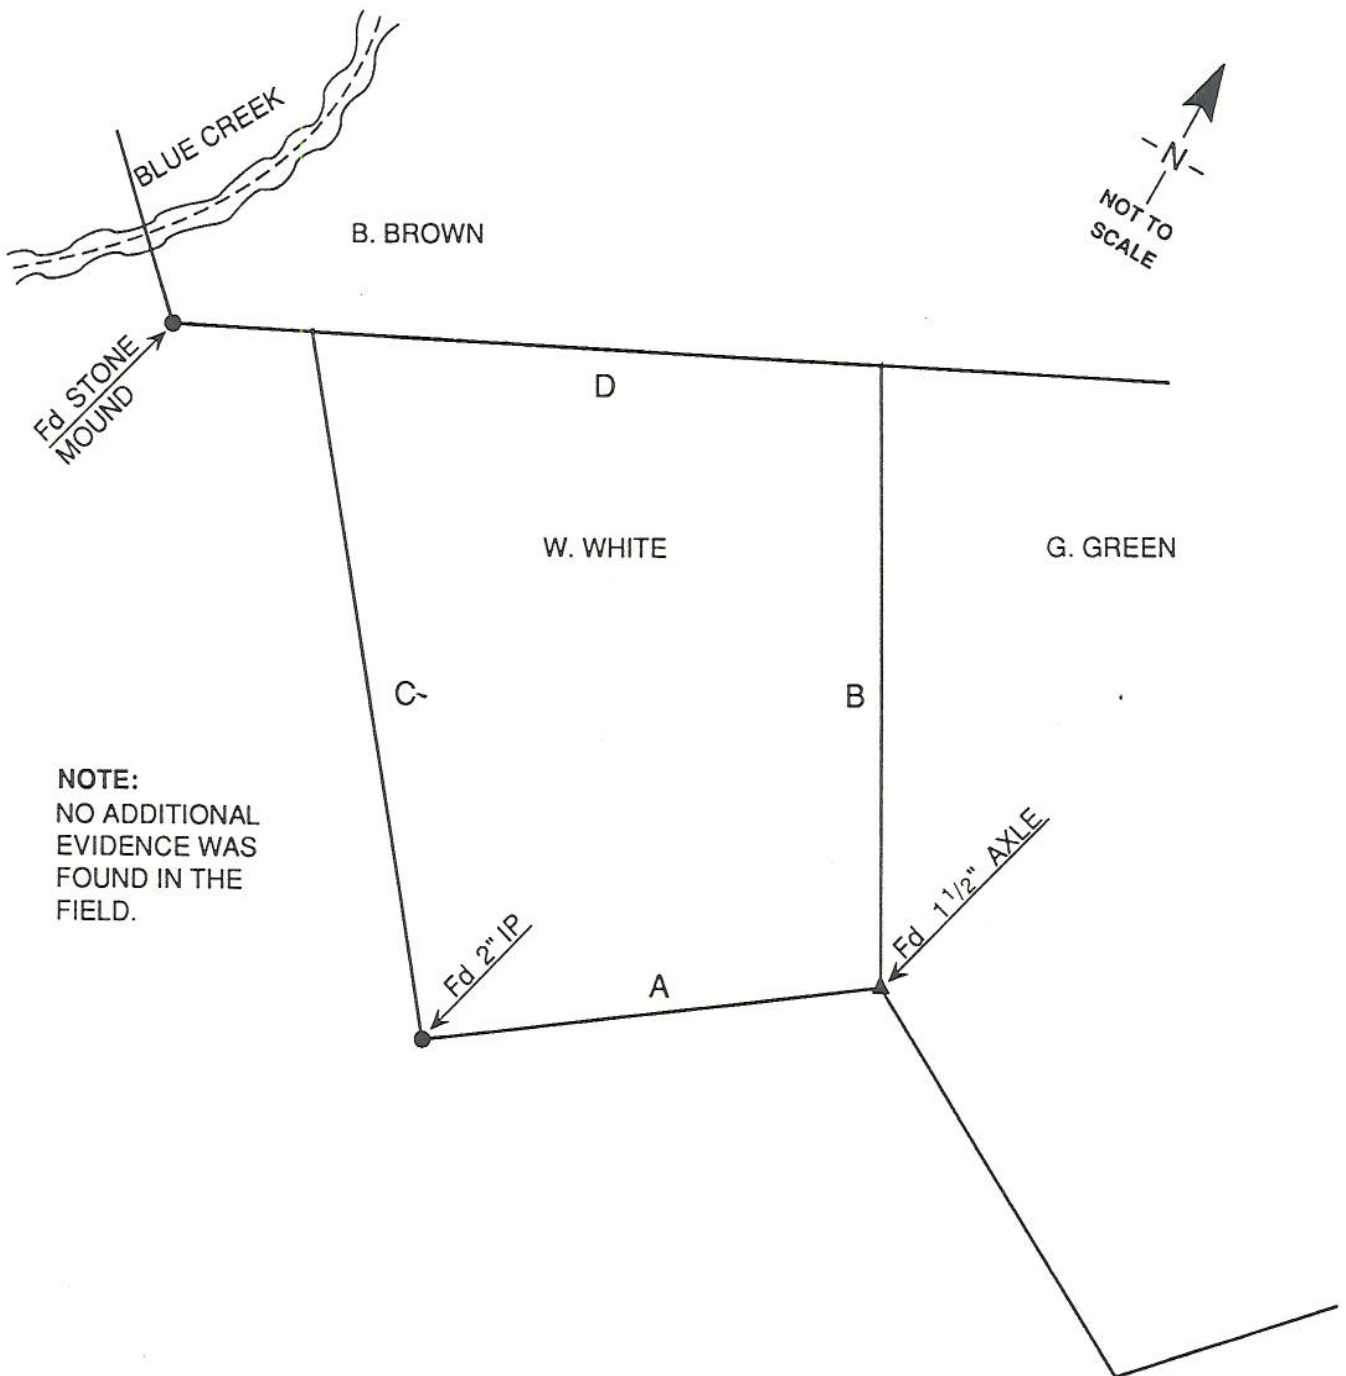 BLUE CREEK
B. BROWN
-N-
NOT TO
SCALE
Fd STONE
MOUND
D
W. WHITE
G. GREEN
C
B
NOTE:
NO ADDITIONAL
EVIDENCE WAS
FOUND IN THE
FIELD.
Fd 1 1/2" AXLE
Fd 2" IP
A